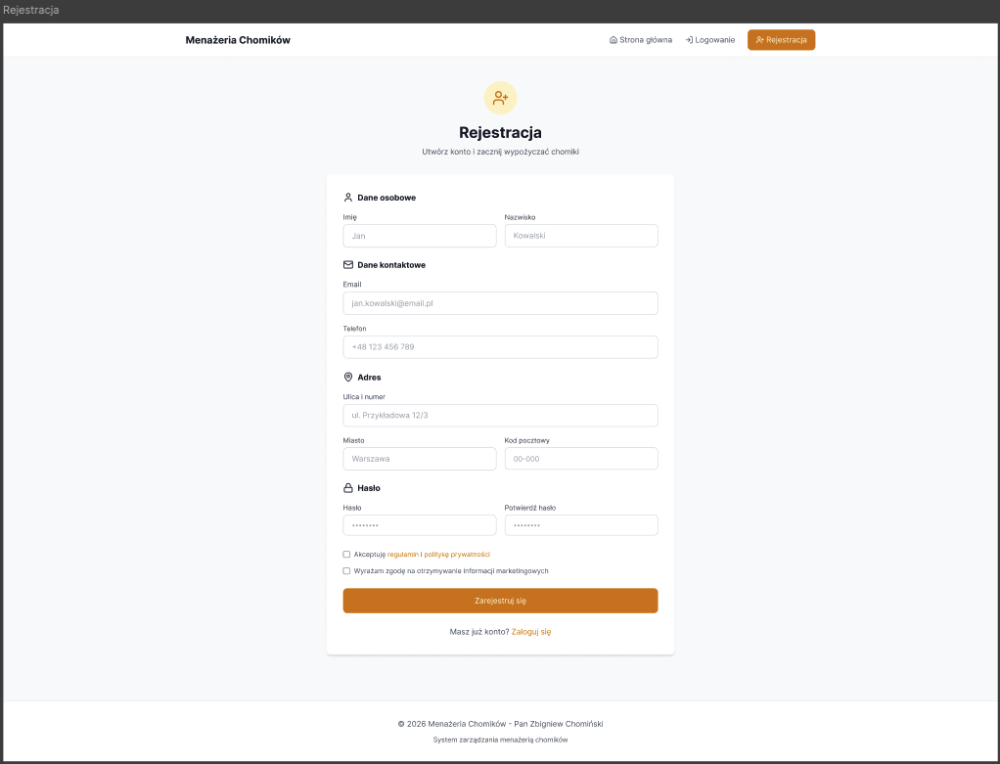 Rejestracja
Menażeria Chomików
Strona główna
Logowanie
Rejestracja
Rejestracja
Utwórz konto i zacznij wypożyczać chomiki
Dane osobowe
Imię Nazwisko
Jan Kowalski
Dane kontaktowe
Email
jan.kowalski@email.pl
Telefon
+48 123 456 789
Adres
Ulica i numer
ul. Przykładowa 12/3
Miasto Kod pocztowy
Warszawa 00-000
Hasło
Hasło Potwierdź hasło
•••••••• ••••••••
Akceptuję regulamin i politykę prywatności
Wyrażam zgodę na otrzymywanie informacji marketingowych
Zarejestruj się
Masz już konto? Zaloguj się
© 2026 Menażeria Chomików - Pan Zbigniew Chomiński
System zarządzania menażerią chomików